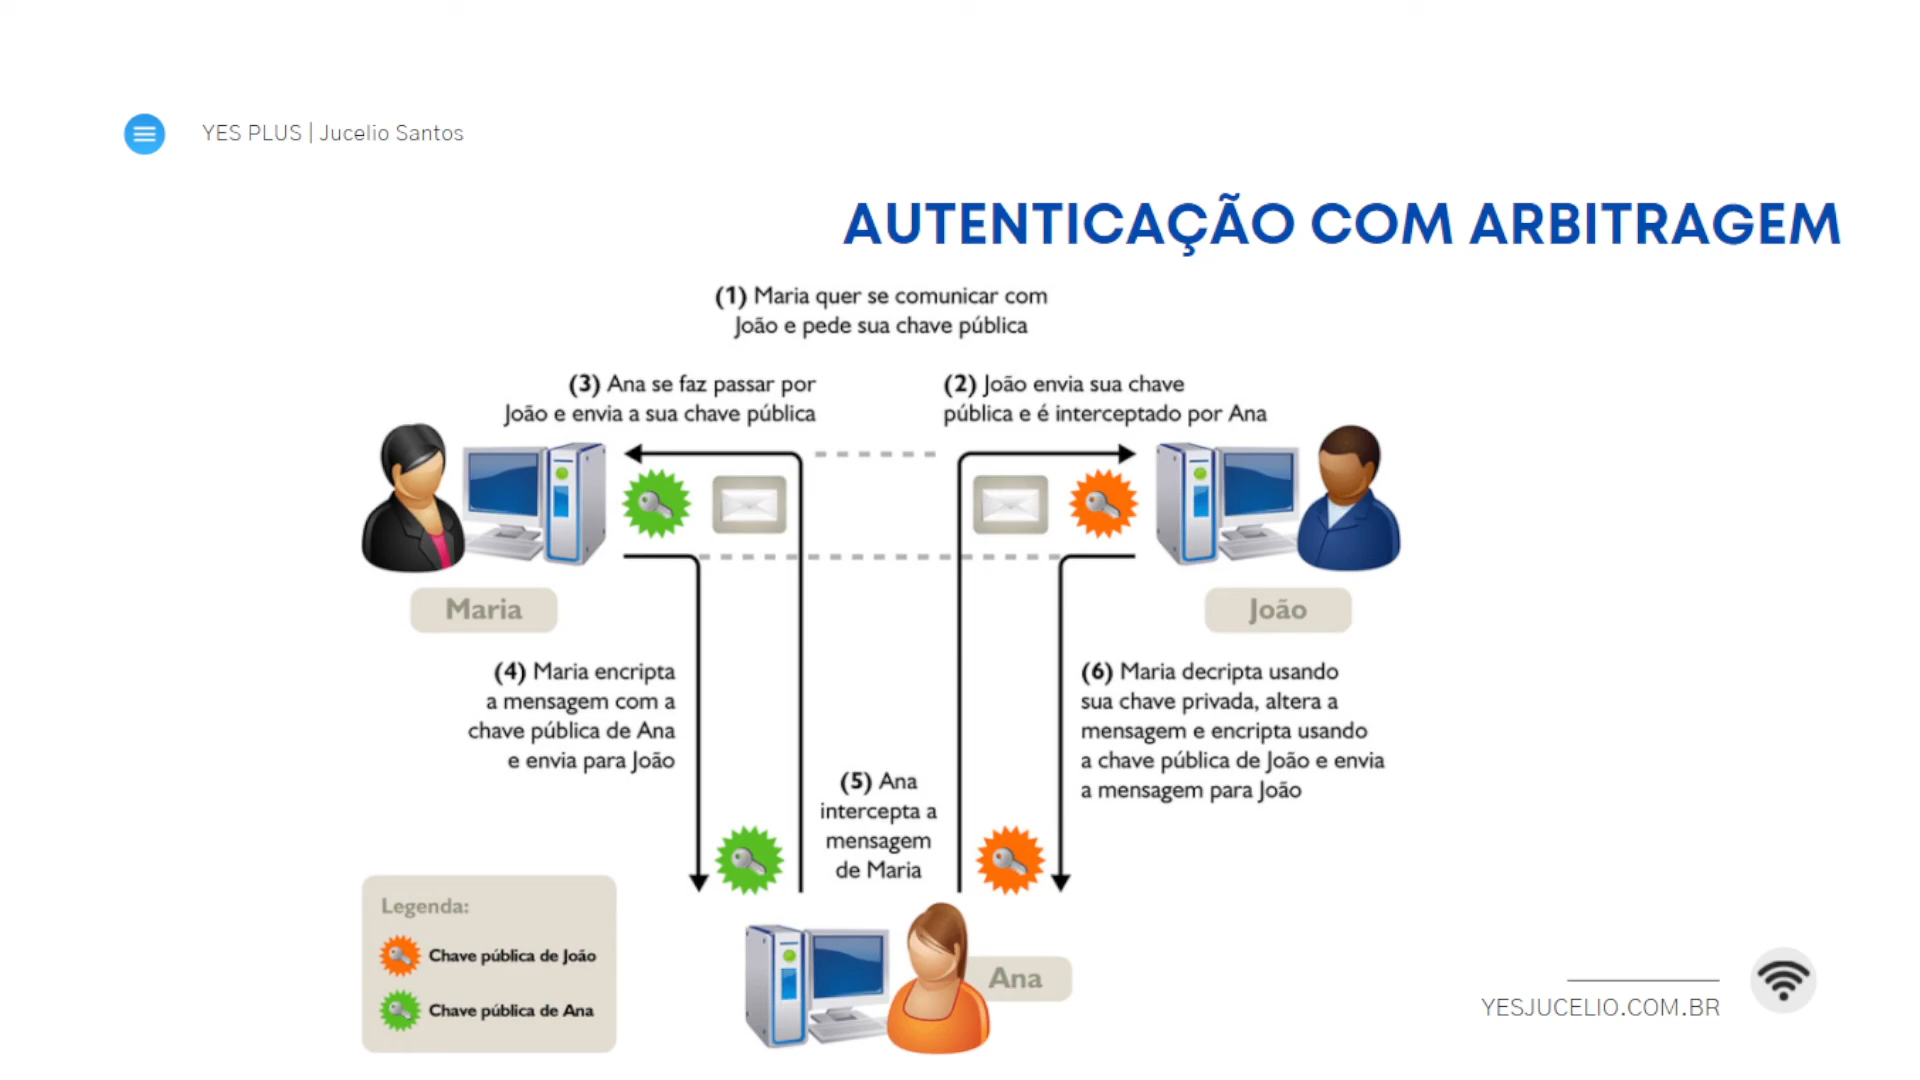 YES PLUS | Jucelio Santos
AUTENTICAÇÃO COM ARBITRAGEM
(1) Maria quer se comunicar com
João e pede sua chave pública
(3) Ana se faz passar por
João e envia a sua chave pública
(2) João envia sua chave
pública e é interceptado por Ana
Maria
João
(4) Maria encripta
a mensagem com a
chave pública de Ana
e envia para João
(6) Maria decripta usando
sua chave privada, altera a
mensagem e encripta usando
a chave pública de João e envia
a mensagem para João
(5) Ana
intercepta a
mensagem
de Maria
Legenda:
Chave pública de João
Chave pública de Ana
Ana
YESJUCELIO.COM.BR